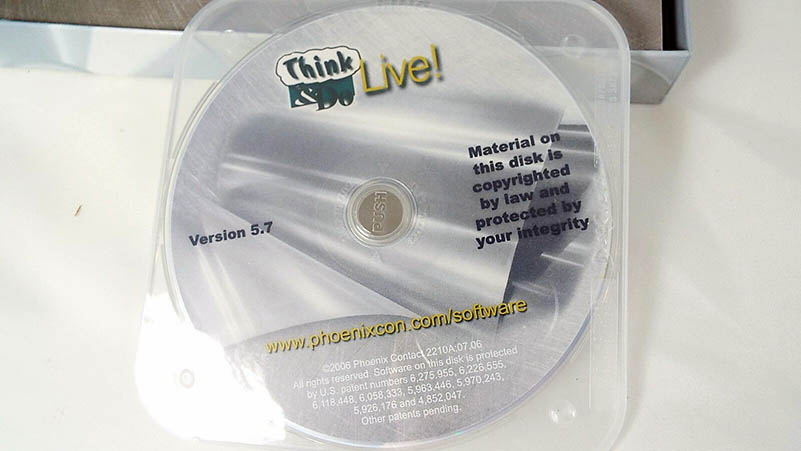 Think
&Do Live!
Material on
this disk is
copyrighted
by law and
protected by
your integrity
PUSH
Version 5.7
www.phoenixcon.com/software
©2006 Phoenix Contact 2210A:07.06
All rights reserved. Software on this disk is protected
by U.S. patent numbers 6,275,955, 6,226,555,
6,118,448, 6,058,333, 5,963,446, 5,970,243,
5,926,176 and 4,852,047.
Other patents pending.